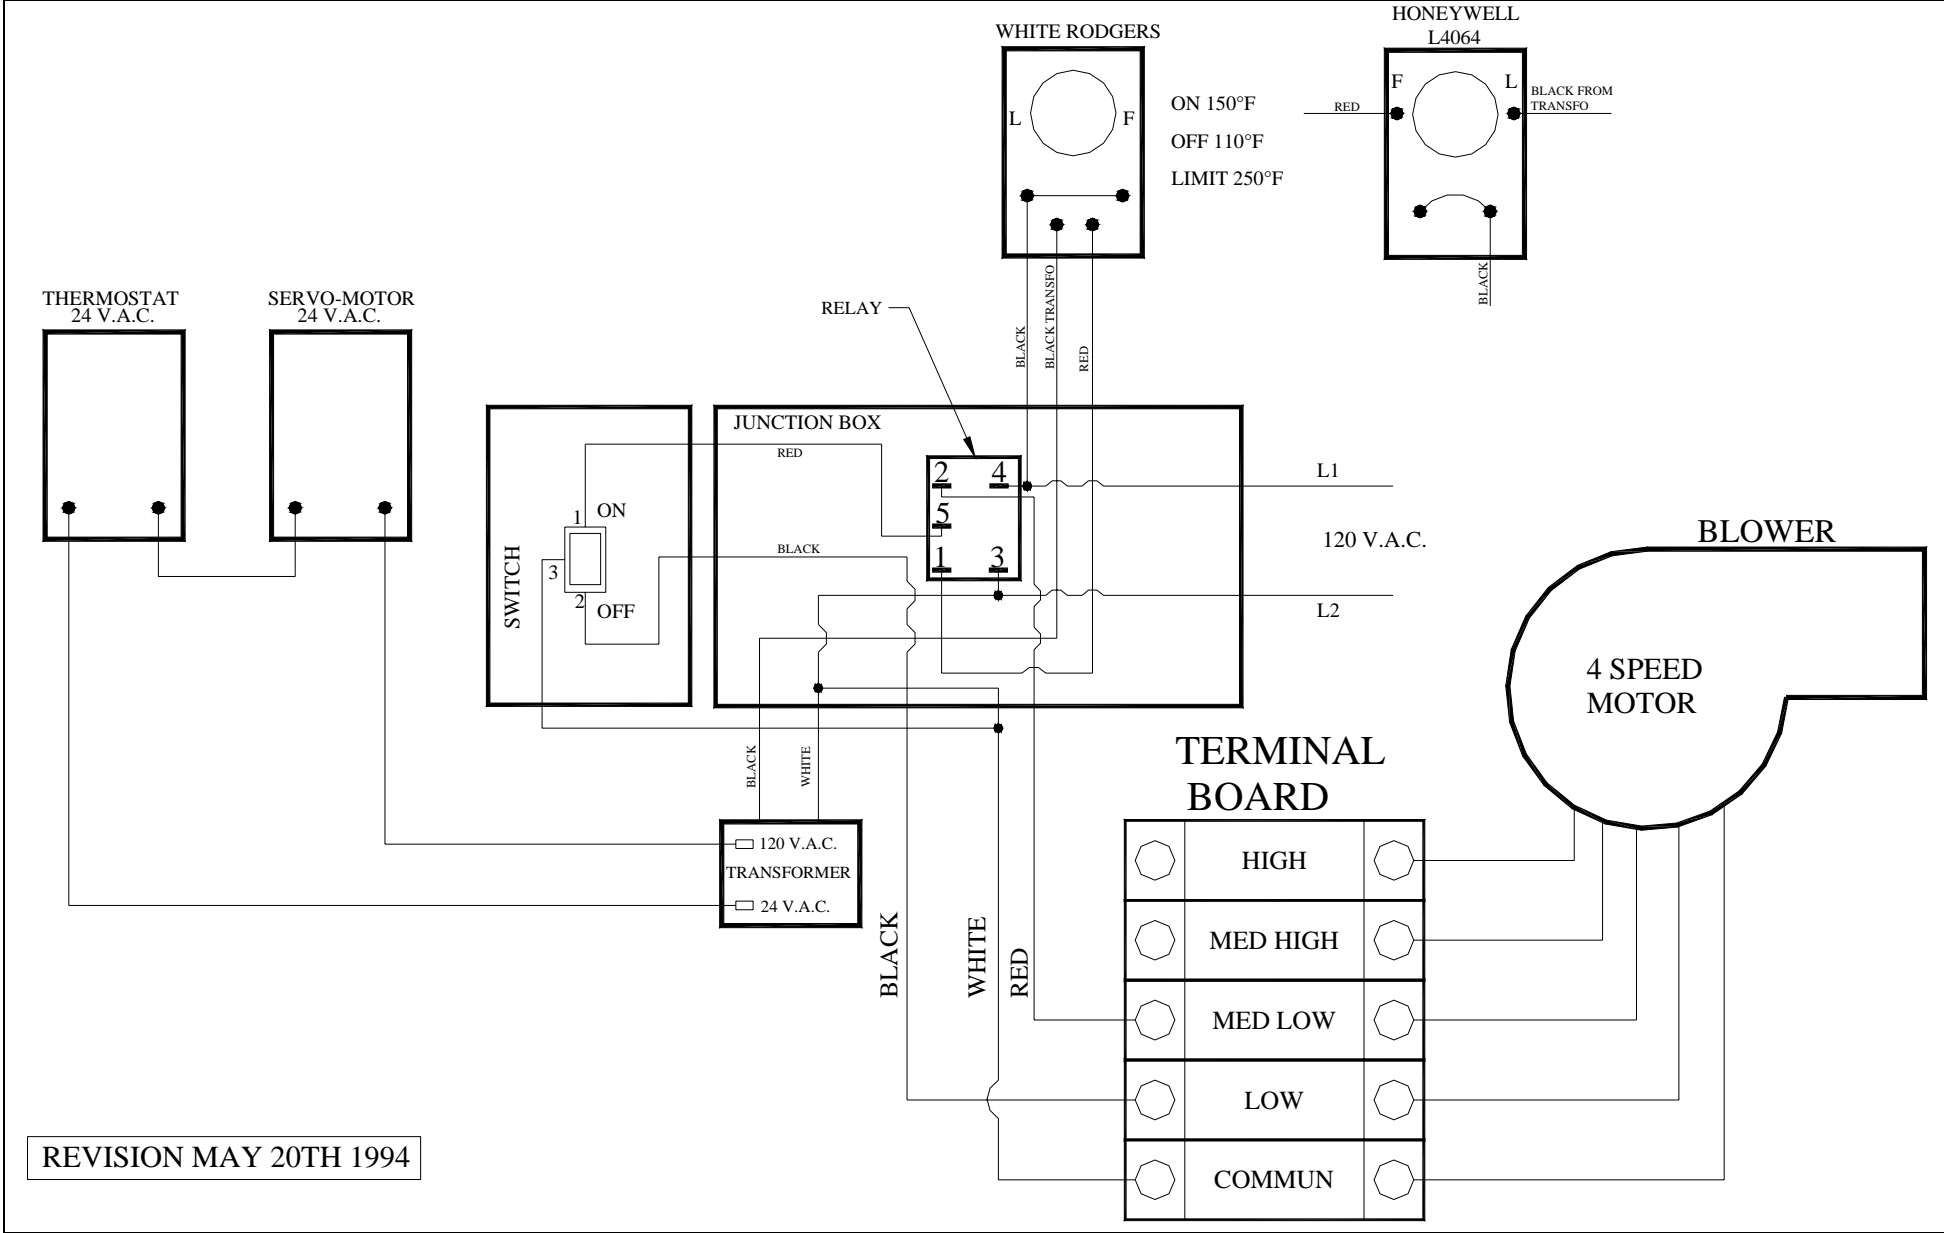 HONEYWELL
L4064
WHITE RODGERS
F
L
BLACK FROM
TRANSFO
RED
BLACK
L
F
ON 150°F
OFF 110°F
LIMIT 250°F
BLACK
BLACK TRANSFO
RED
THERMOSTAT
24 V.A.C.
SERVO-MOTOR
24 V.A.C.
RELAY
JUNCTION BOX
RED
2
4
5
1
3
L1
120 V.A.C.
L2
1
ON
SWITCH
3
2
OFF
BLACK
BLOWER
4 SPEED
MOTOR
BLACK
WHITE
120 V.A.C.
TRANSFORMER
24 V.A.C.
BLACK
WHITE
RED
TERMINAL
BOARD
HIGH
MED HIGH
MED LOW
LOW
COMMUN
REVISION MAY 20TH 1994